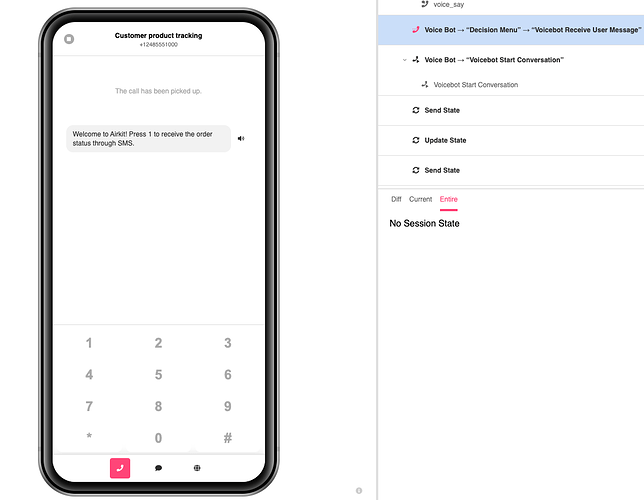 Customer product tracking
+12485551000
The call has been picked up.
Welcome to Airkit! Press 1 to receive the order
status through SMS.
1 2 3
4 5 6
7 8 9
* 0 #
voice_say
Voice Bot → “Decision Menu” → “Voicebot Receive User Message”
Voice Bot → “Voicebot Start Conversation”
Voicebot Start Conversation
Send State
Update State
Send State
Diff Current Entire
No Session State